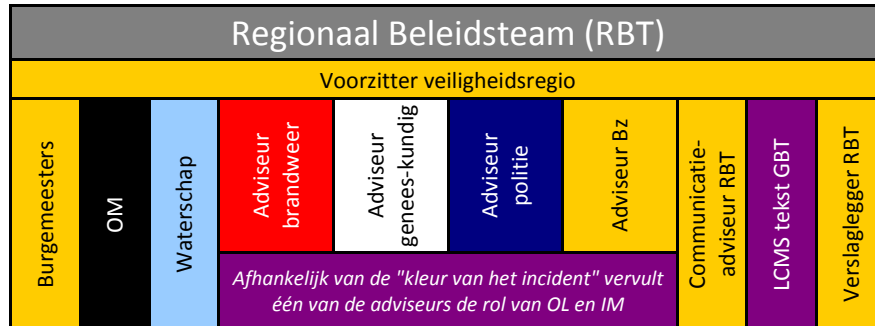 Regionaal Beleidsteam (RBT)
Voorzitter veiligheidsregio
Burgemeesters
OM
Waterschap
Adviseur
brandweer
Adviseur
genees-kundig
Adviseur
politie
Adviseur Bz
Communicatie-
adviseur RBT
LCMS tekst GBT
Verslaglegger RBT
Afhankelijk van de "kleur van het incident" vervult
één van de adviseurs de rol van OL en IM